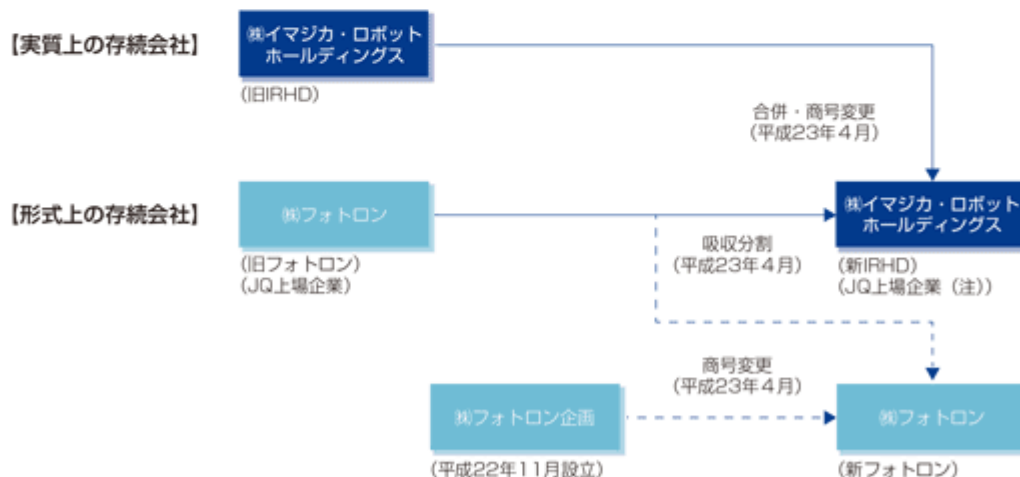 【実質上の存続会社】
㈱イマジカ・ロボット
ホールディングス
(旧IRHD)
合併・商号変更
(平成23年4月)
【形式上の存続会社】
㈱フォトロン
(旧フォトロン)
(JQ上場企業)
吸収分割
(平成23年4月)
㈱イマジカ・ロボット
ホールディングス
(新IRHD)
(JQ上場企業(注))
商号変更
(平成23年4月)
㈱フォトロン企画
(平成22年11月設立)
㈱フォトロン
(新フォトロン)